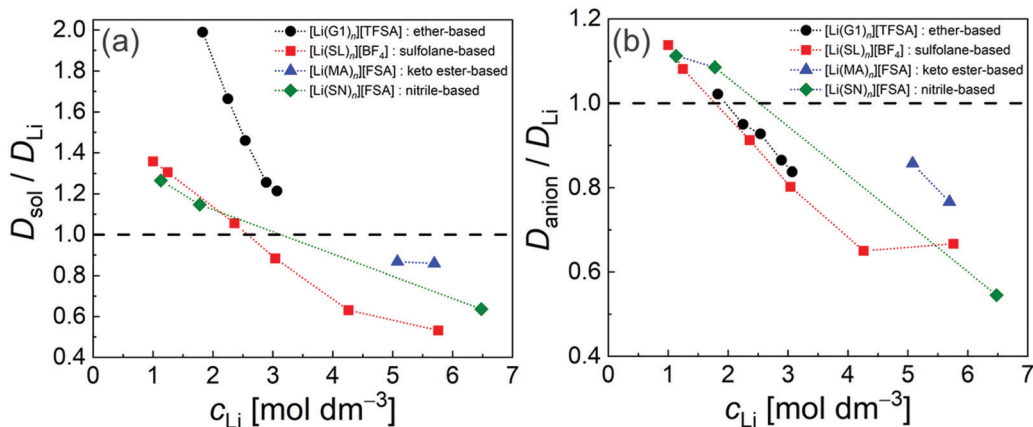 (a)
[Li(G1)n][TFSA] : ether-based
[Li(SL)n][BF4] : sulfolane-based
[Li(MA)n][FSA] : keto ester-based
[Li(SN)n][FSA] : nitrile-based
2.0
1.8
1.6
1.4
1.2
1.0
0.8
0.6
0.4
Dsol / DLi
0 1 2 3 4 5 6 7
cLi [mol dm−3]
(b)
[Li(G1)n][TFSA] : ether-based
[Li(SL)n][BF4] : sulfolane-based
[Li(MA)n][FSA] : keto ester-based
[Li(SN)n][FSA] : nitrile-based
1.2
1.0
0.8
0.6
0.4
Danion / DLi
0 1 2 3 4 5 6 7
cLi [mol dm−3]